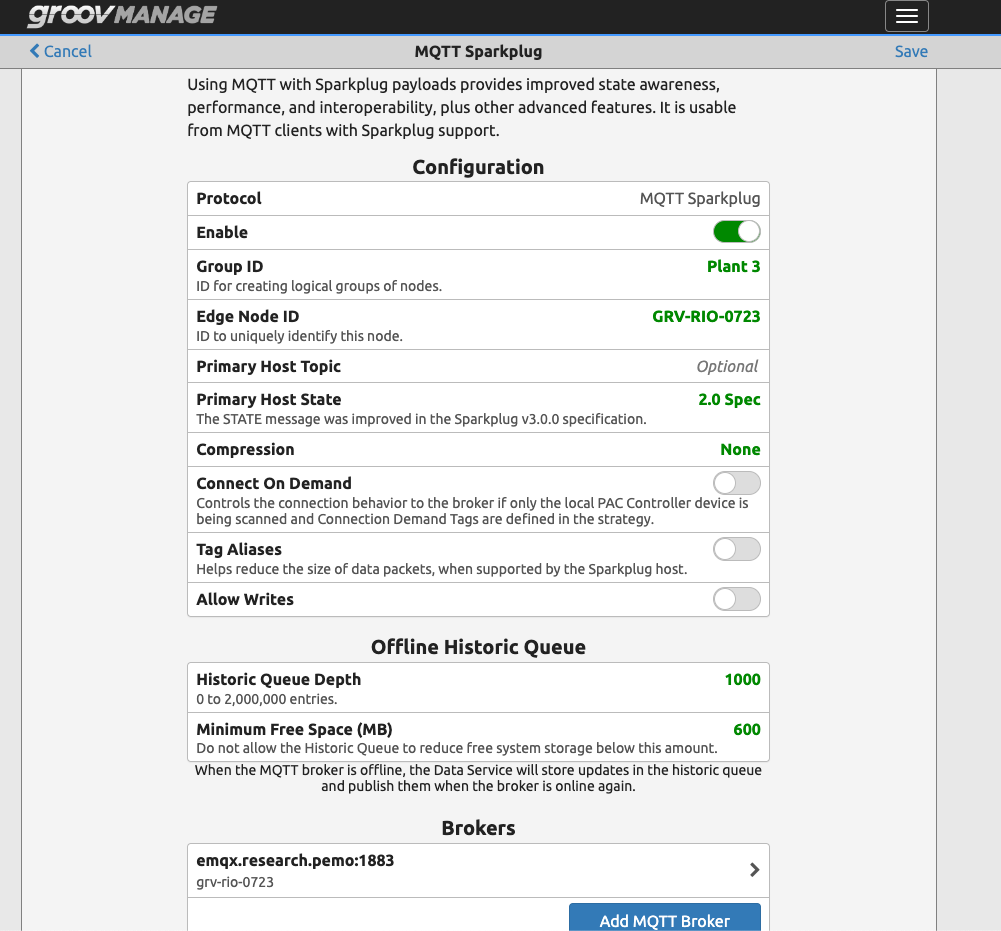 groovMANAGE
Cancel MQTT Sparkplug Save
Using MQTT with Sparkplug payloads provides improved state awareness,
performance, and interoperability, plus other advanced features. It is usable
from MQTT clients with Sparkplug support.
Configuration
Protocol MQTT Sparkplug
Enable
Group ID Plant 3
ID for creating logical groups of nodes.
Edge Node ID GRV-RIO-0723
ID to uniquely identify this node.
Primary Host Topic Optional
Primary Host State 2.0 Spec
The STATE message was improved in the Sparkplug v3.0.0 specification.
Compression None
Connect On Demand
Controls the connection behavior to the broker if only the local PAC Controller device is
being scanned and Connection Demand Tags are defined in the strategy.
Tag Aliases
Helps reduce the size of data packets, when supported by the Sparkplug host.
Allow Writes
Offline Historic Queue
Historic Queue Depth 1000
0 to 2,000,000 entries.
Minimum Free Space (MB) 600
Do not allow the Historic Queue to reduce free system storage below this amount.
When the MQTT broker is offline, the Data Service will store updates in the historic queue
and publish them when the broker is online again.
Brokers
emqx.research.pemo:1883
grv-rio-0723
Add MQTT Broker